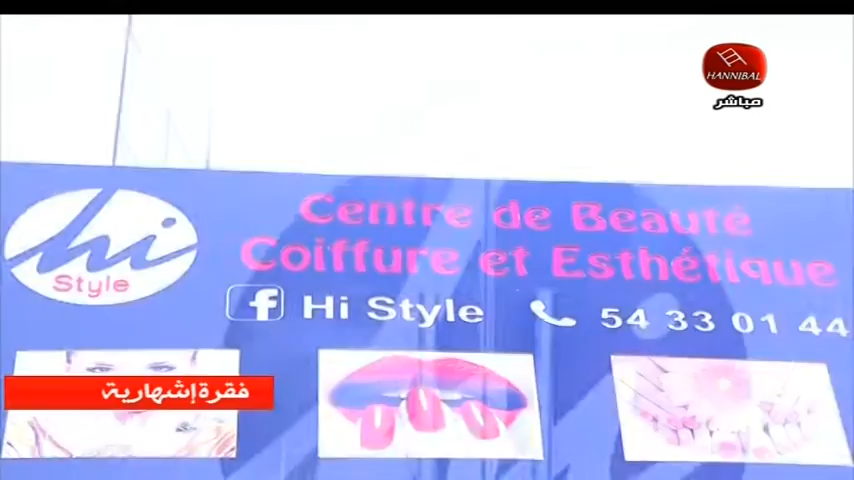 HANNIBAL
مباشر
Centre de Beauté
Coiffure et Esthétique
hi
Style
f Hi Style 54 33 01 44
فقرة إشهارية